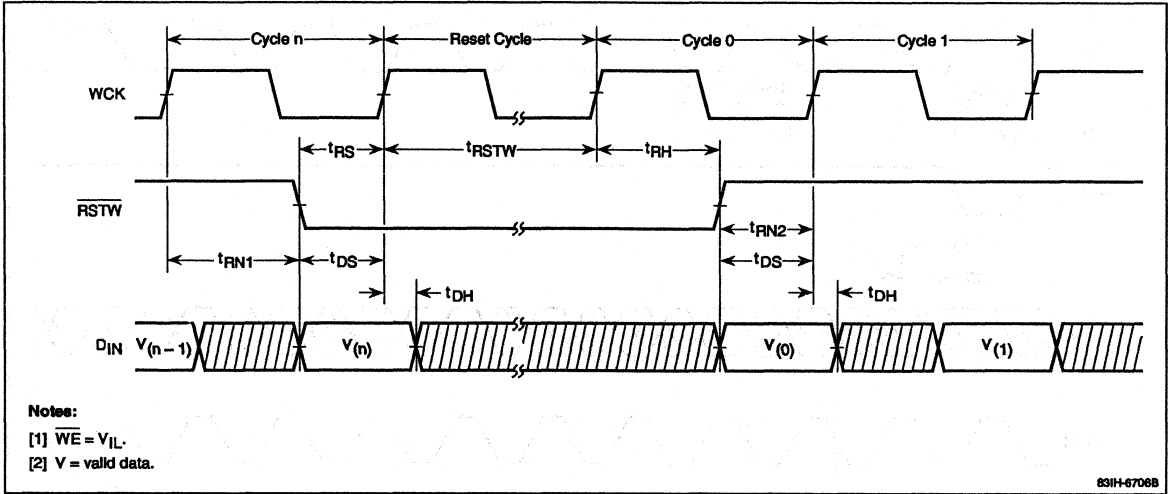 Cycle n Reset Cycle Cycle 0 Cycle 1
WCK
tRS tRSTW tRH
RSTW
tRN2
tRN1 tDS tDS
tDH tDH
DIN V(n – 1) V(n) V(0) V(1)
Notes:
[1] WE = VIL.
[2] V = valid data.
83IH-6706B